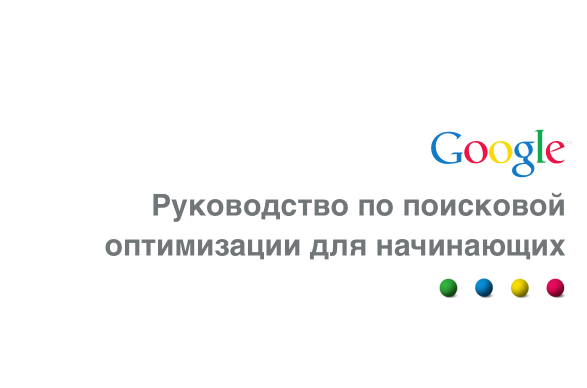 Google
Руководство по поисковой
оптимизации для начинающих